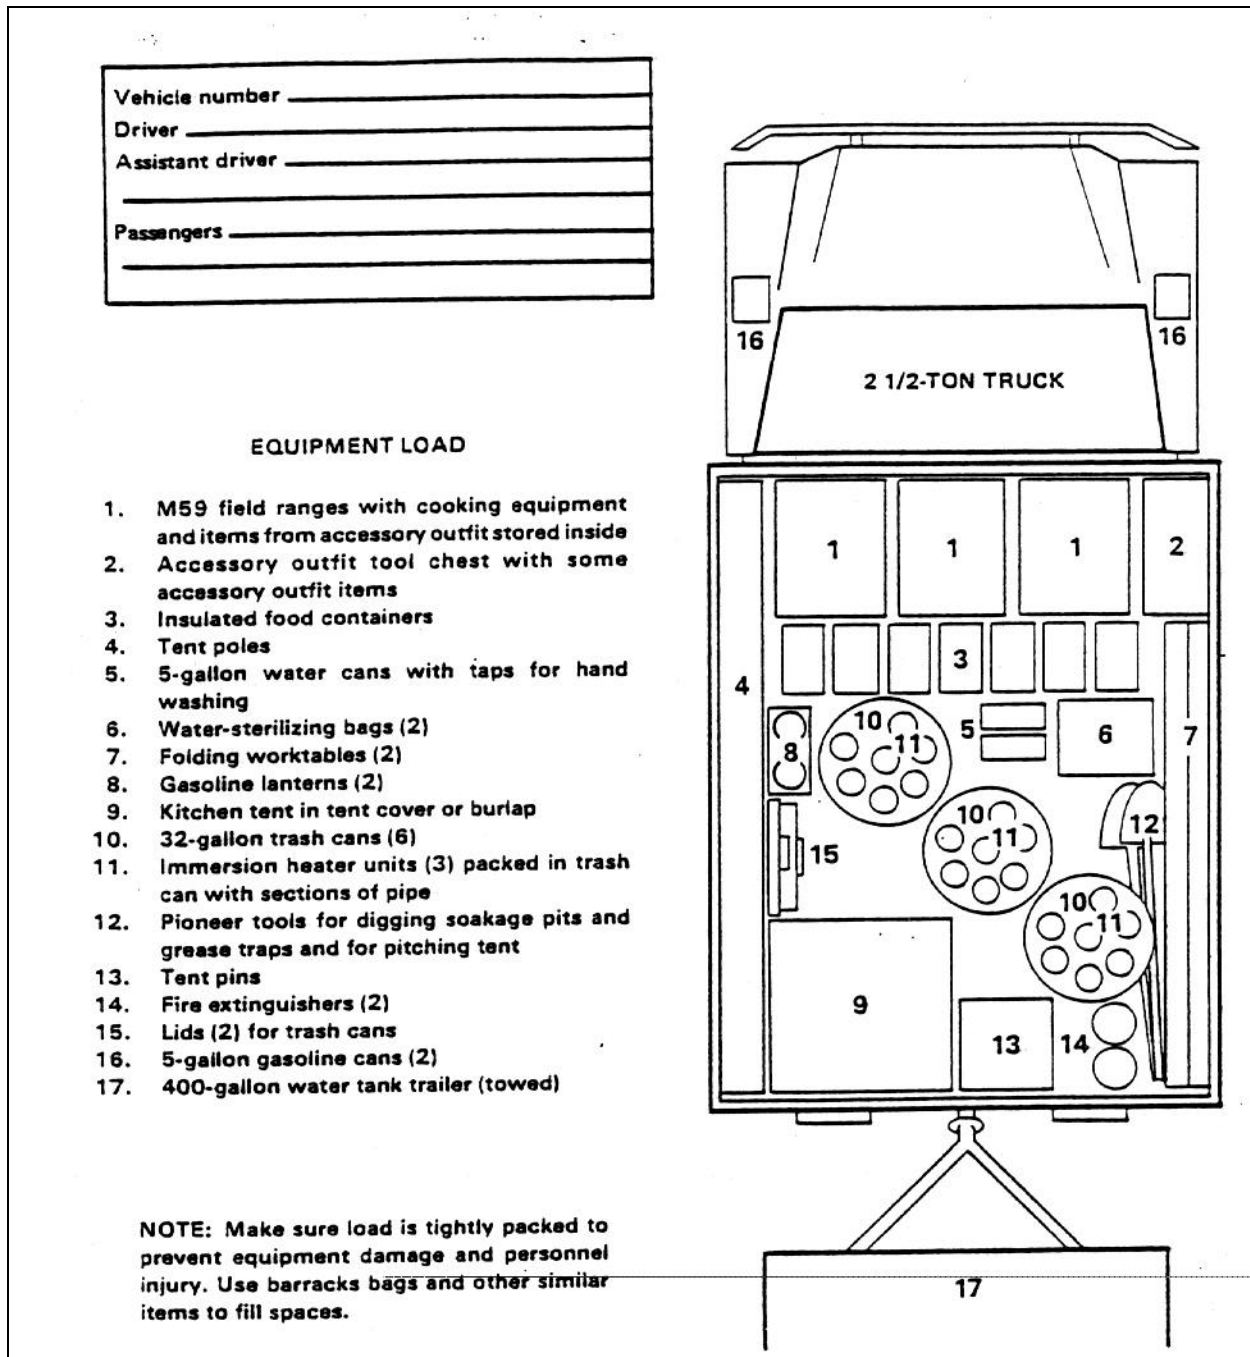 Vehicle number
Driver
Assistant driver
Passengers
EQUIPMENT LOAD
1. M59 field ranges with cooking equipment
and items from accessory outfit stored inside
2. Accessory outfit tool chest with some
accessory outfit items
3. Insulated food containers
4. Tent poles
5. 5-gallon water cans with taps for hand
washing
6. Water-sterilizing bags (2)
7. Folding worktables (2)
8. Gasoline lanterns (2)
9. Kitchen tent in tent cover or burlap
10. 32-gallon trash cans (6)
11. Immersion heater units (3) packed in trash
can with sections of pipe
12. Pioneer tools for digging soakage pits and
grease traps and for pitching tent
13. Tent pins
14. Fire extinguishers (2)
15. Lids (2) for trash cans
16. 5-gallon gasoline cans (2)
17. 400-gallon water tank trailer (towed)
NOTE: Make sure load is tightly packed to
prevent equipment damage and personnel
injury. Use barracks bags and other similar
items to fill spaces.
16 16
2 1/2-TON TRUCK
1 1 1 2
3
4
10
5 6 7
8 11
10
12
15 11
10
11
9
13 14
17